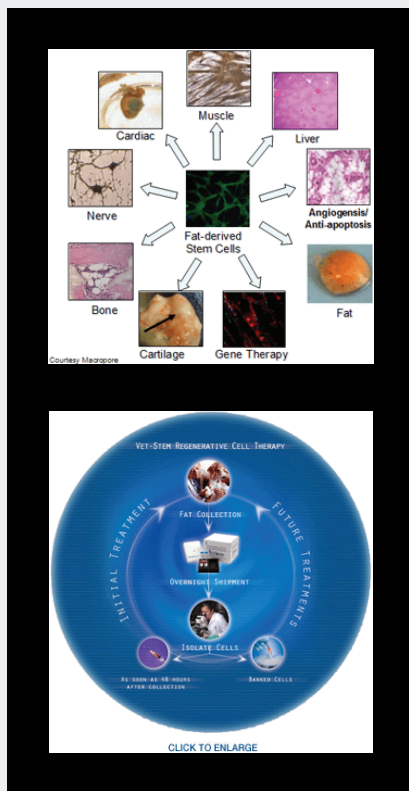 Muscle
Cardiac
Liver
Nerve
Fat-derived
Stem Cells
Angiogensis/
Anti-apoptosis
Bone
Fat
Cartilage
Gene Therapy
Courtesy Macropore
VET-STEM REGENERATIVE CELL THERAPY
FAT COLLECTION
INITIAL TREATMENT
FUTURE TREATMENTS
OVERNIGHT SHIPMENT
ISOLATE CELLS
AS SOON AS 48 HOURS
AFTER COLLECTION
BANKED CELLS
CLICK TO ENLARGE